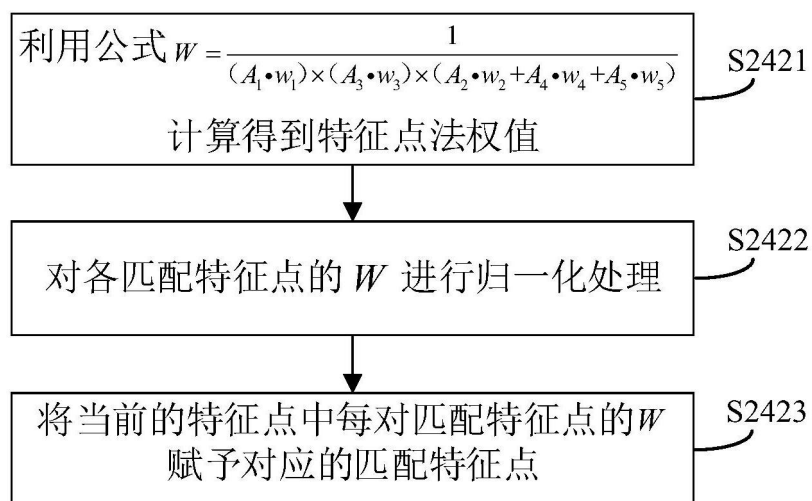 利用公式 W = 1 / ((A₁•w₁)×(A₃•w₃)×(A₂•w₂+A₄•w₄+A₅•w₅))
计算得到特征点法权值
S2421
对各匹配特征点的 W 进行归一化处理
S2422
将当前的特征点中每对匹配特征点的W
赋予对应的匹配特征点
S2423